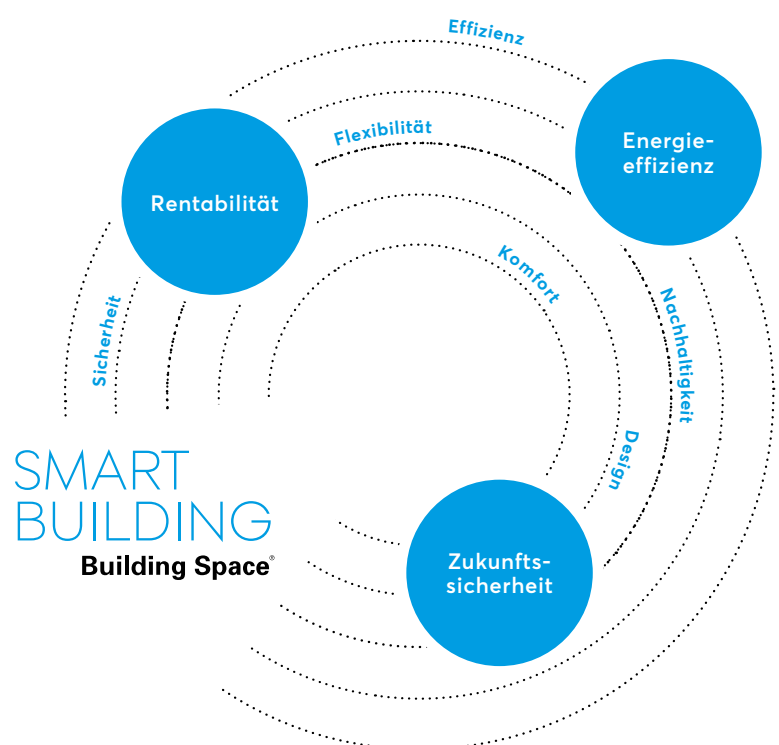 Effizienz
Flexibilität
Energie-
effizienz
Rentabilität
Komfort
Sicherheit
Nachhaltigkeit
Design
SMART
BUILDING
Building Space®
Zukunfts-
sicherheit